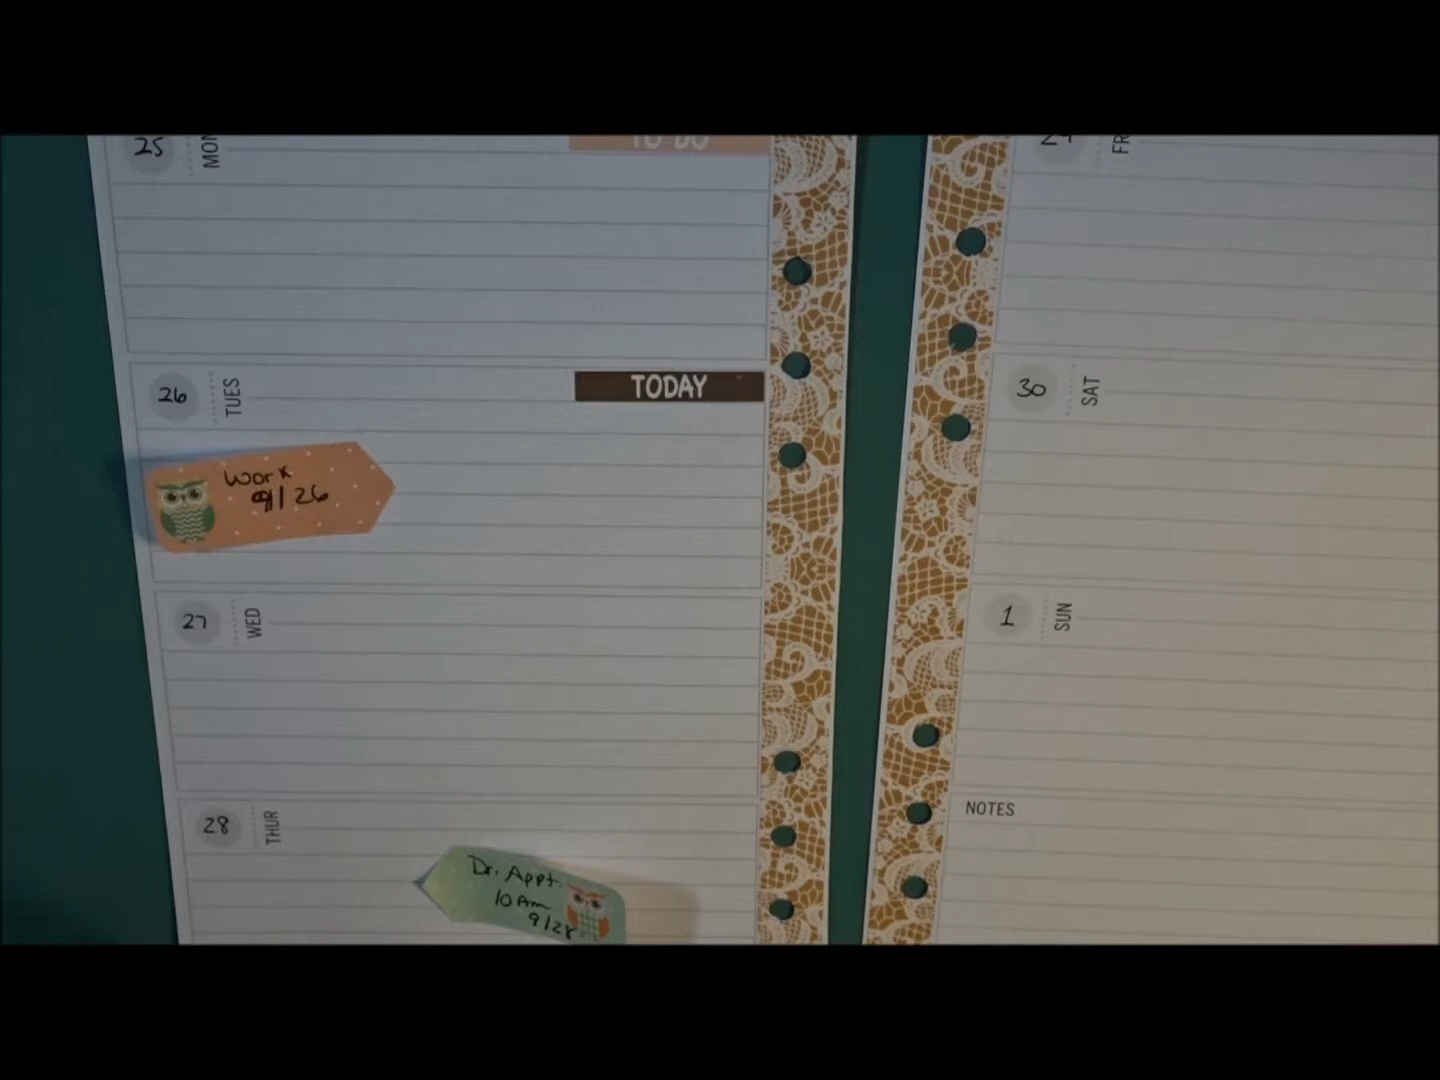 25
MON
TO DO
26
TUES
TODAY
Work
9/26
27
WED
28
THUR
Dr. Appt
10 Am
9/28
FR
30
SAT
1
SUN
NOTES